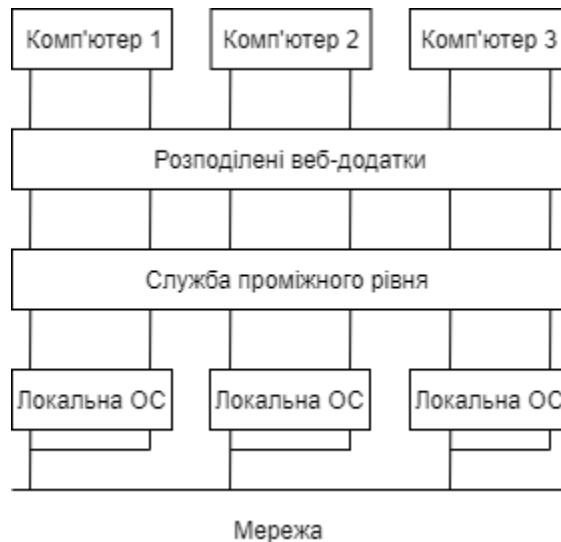 Комп'ютер 1
Комп'ютер 2
Комп'ютер 3
Розподілені веб-додатки
Служба проміжного рівня
Локальна ОС
Локальна ОС
Локальна ОС
Мережа